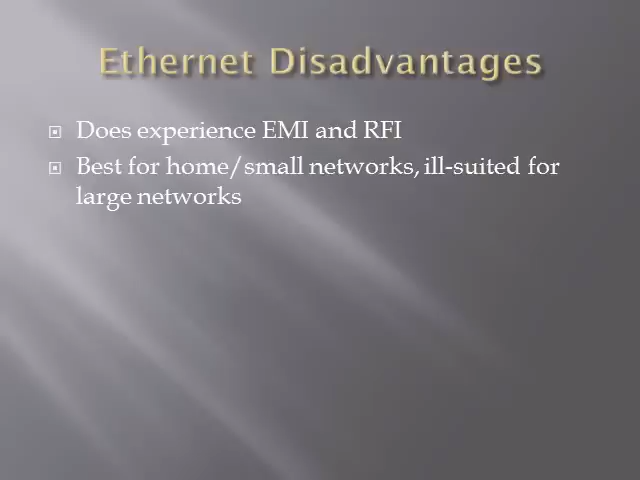 Ethernet Disadvantages
Does experience EMI and RFI
Best for home/small networks, ill-suited for
large networks